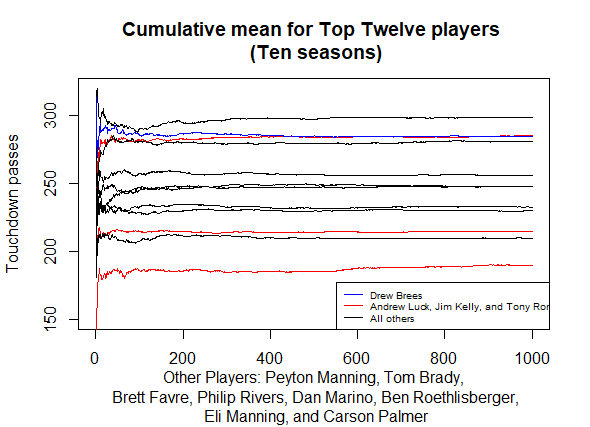 Cumulative mean for Top Twelve players
(Ten seasons)
Touchdown passes
300
250
200
150
Drew Brees
Andrew Luck, Jim Kelly, and Tony Ror
All others
0 200 400 600 800 1000
Other Players: Peyton Manning, Tom Brady,
Brett Favre, Philip Rivers, Dan Marino, Ben Roethlisberger,
Eli Manning, and Carson Palmer